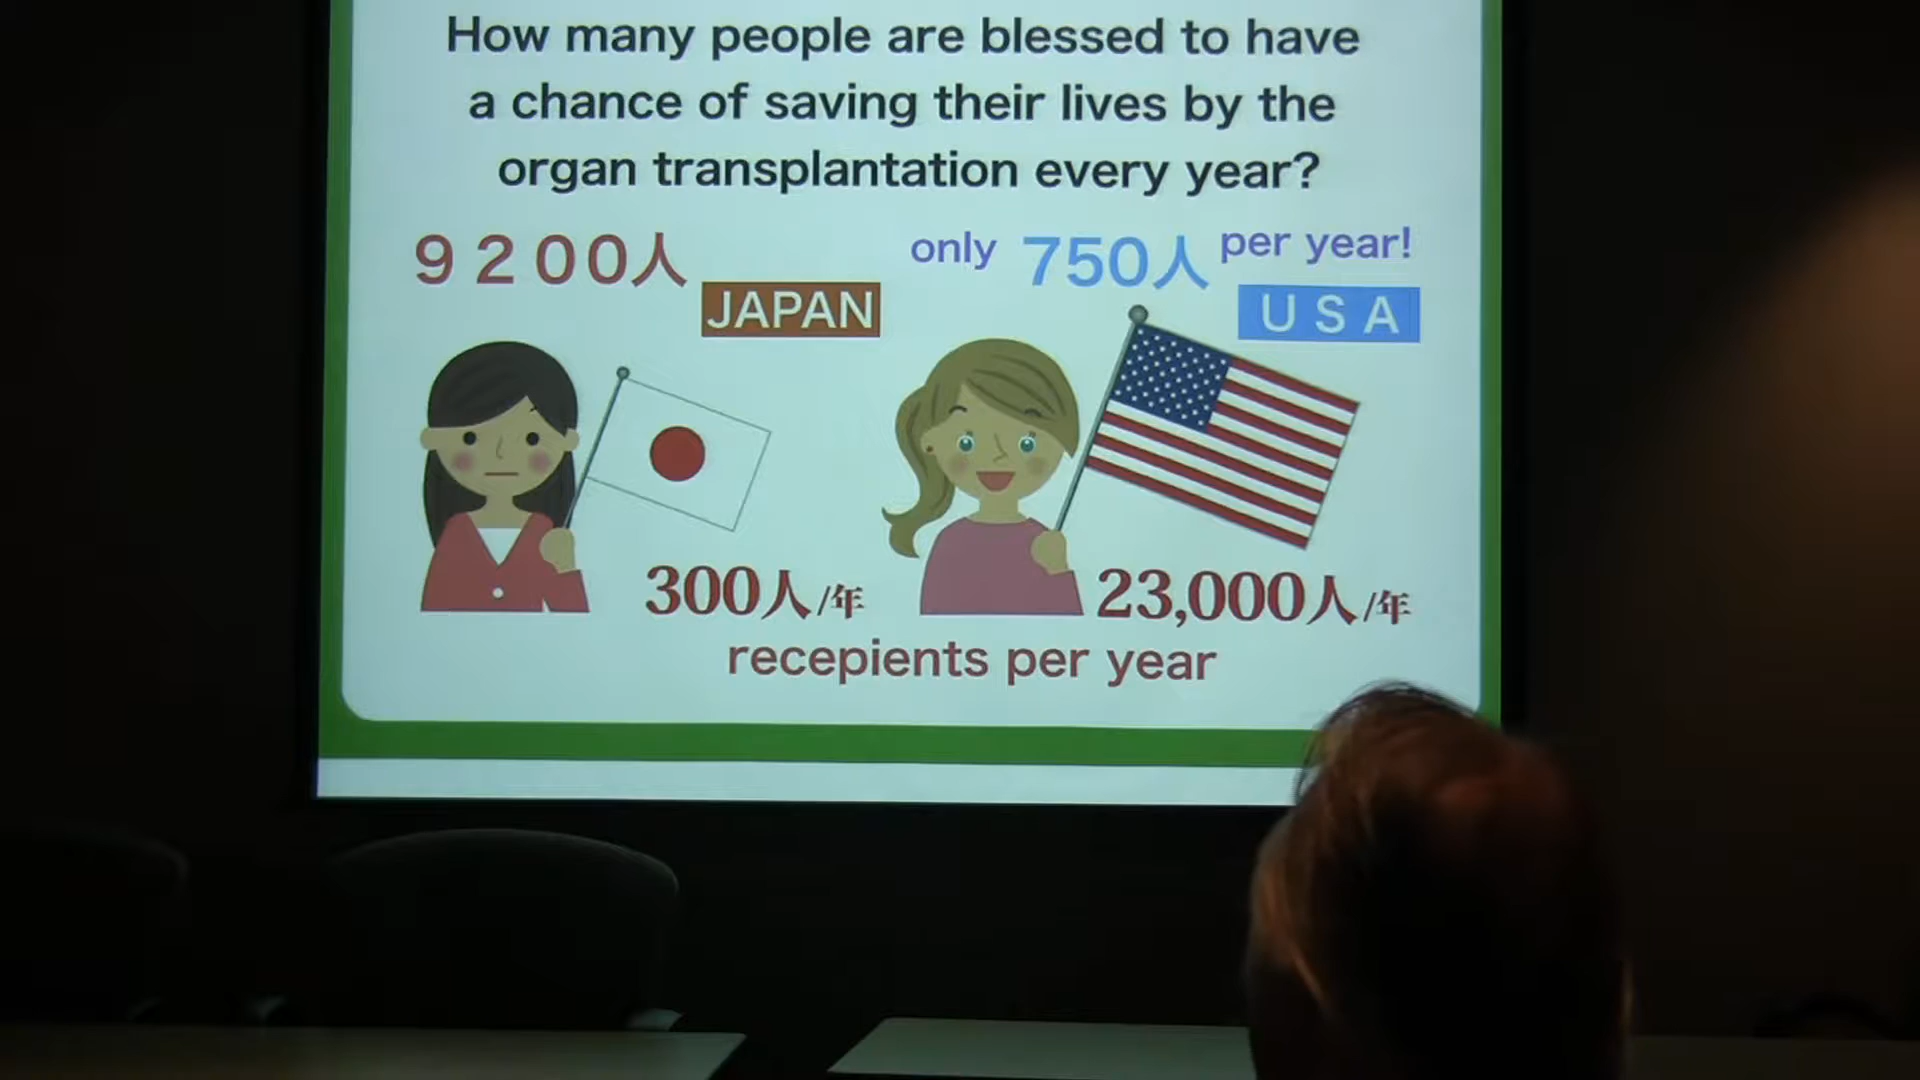 How many people are blessed to have
a chance of saving their lives by the
organ transplantation every year?
9200人
only 750人 per year!
JAPAN
USA
300人/年
23,000人/年
recepients per year